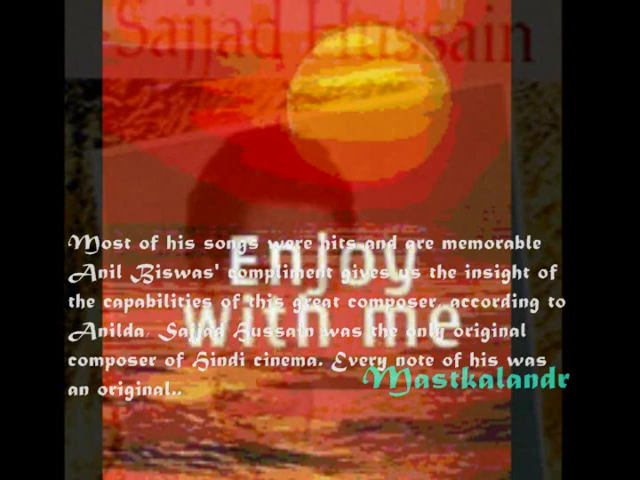 Sajjad Hussain
Most of his songs were hits and are memorable
Anil Biswas' compliment gives us the insight of
the capabilities of this great composer, according to
Anilda, Sajjad Hussain was the only original
composer of Hindi cinema. Every note of his was
an original..
Enjoy
with me
Mastkalandr